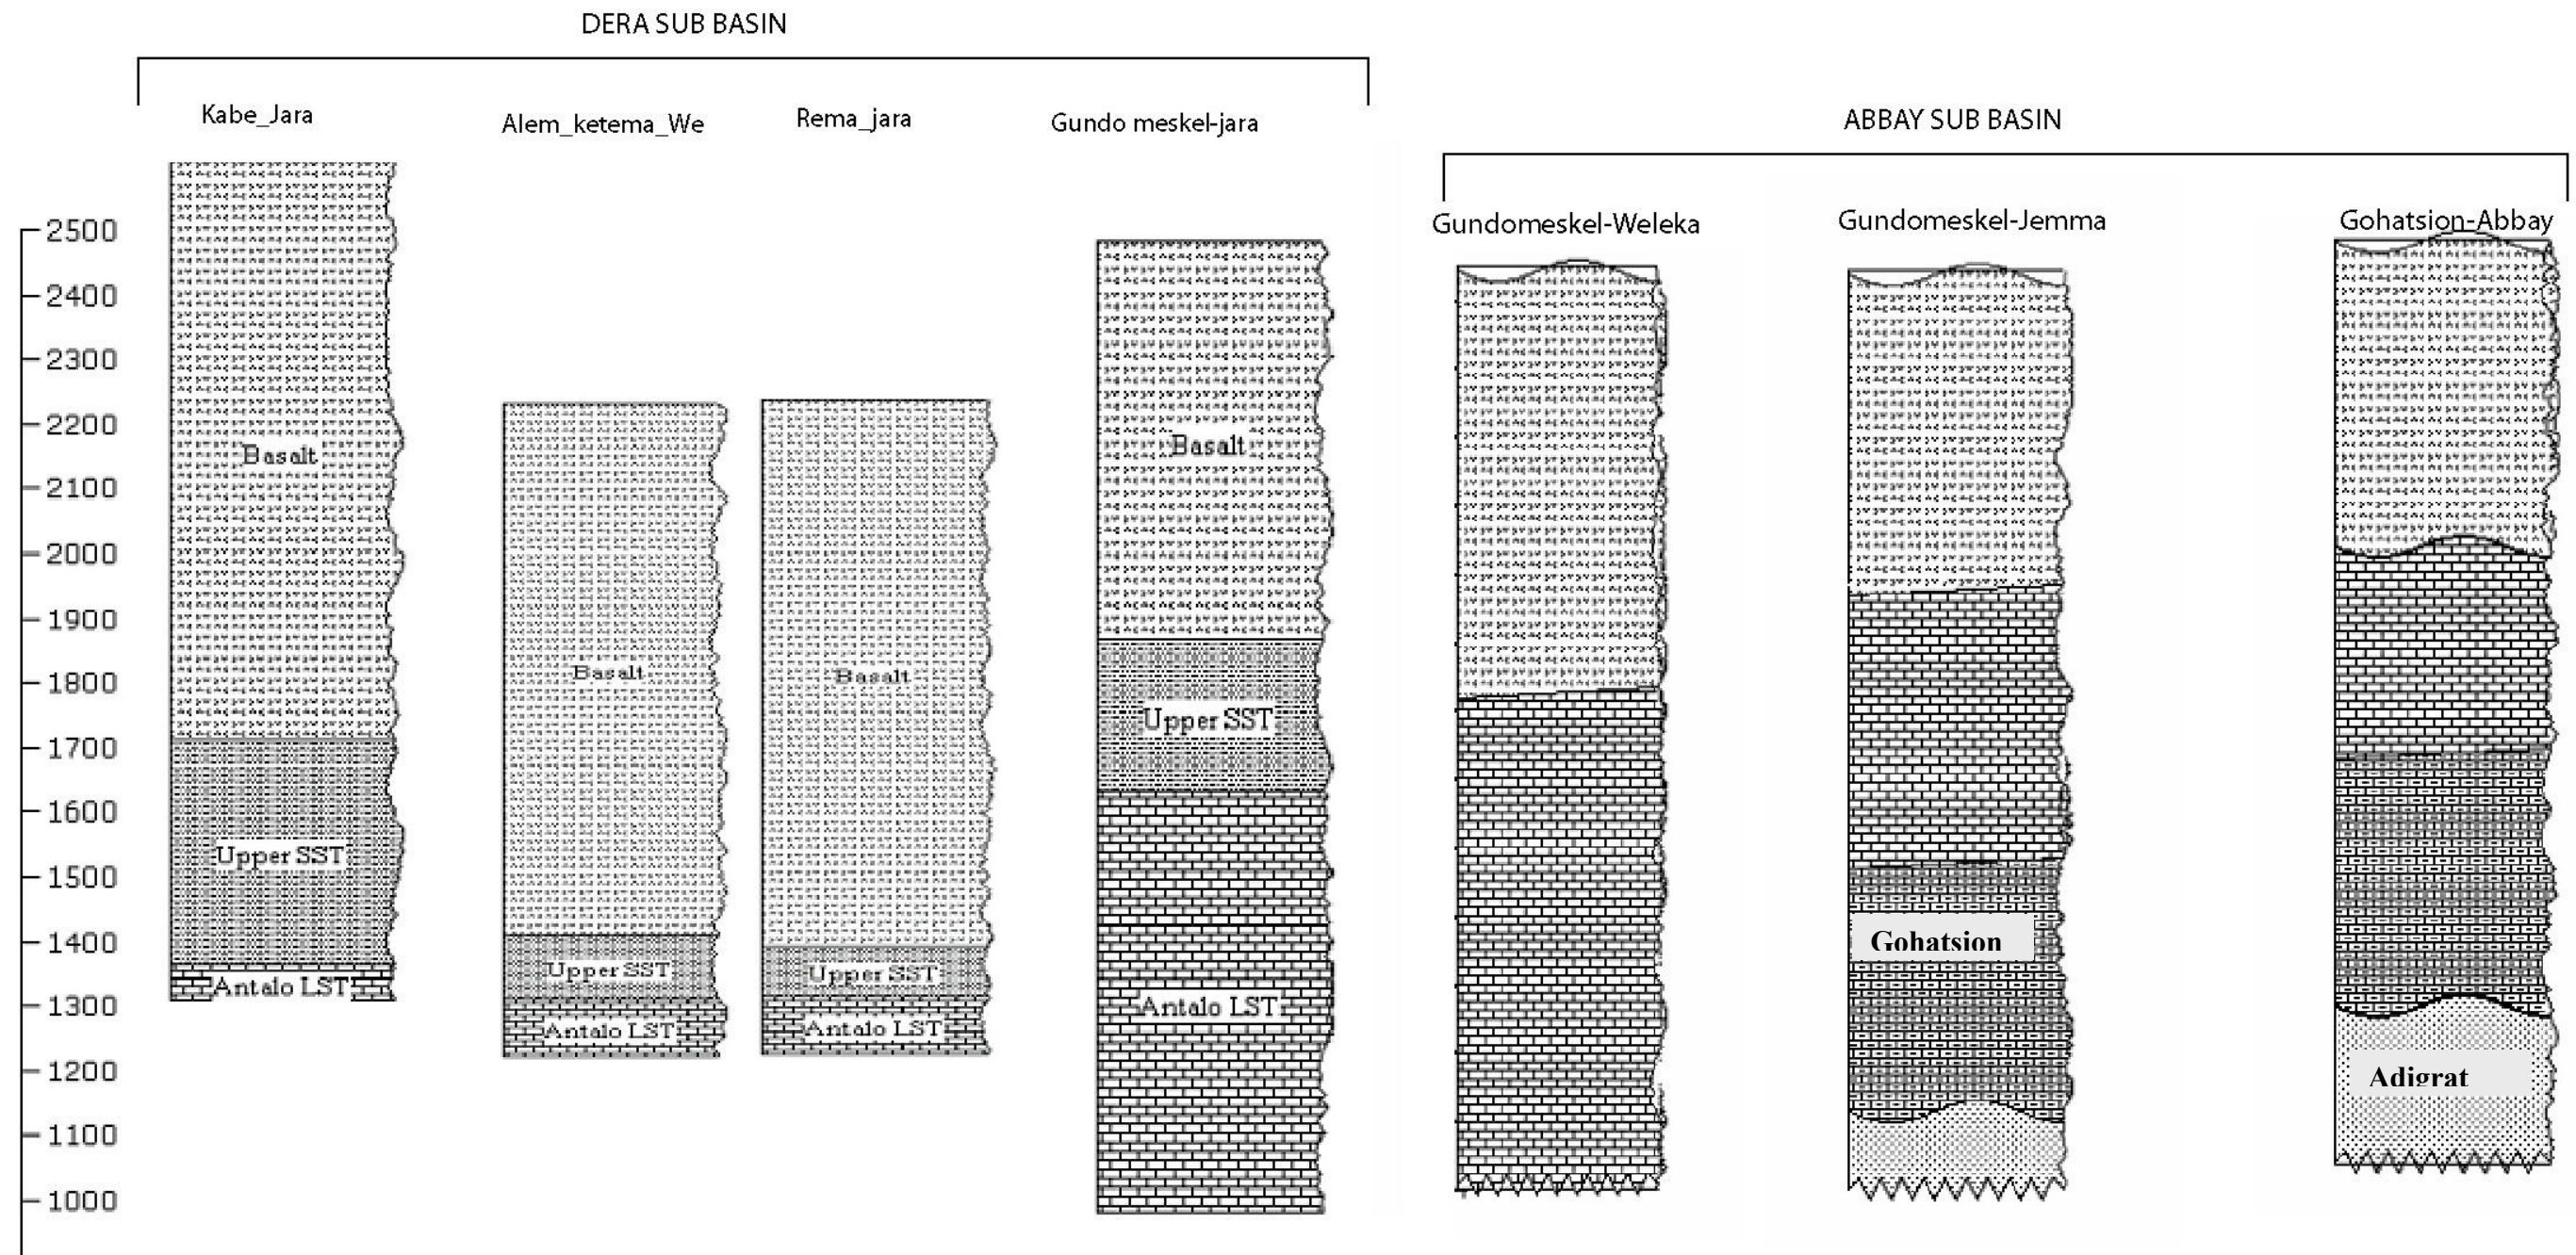 DERA SUB BASIN
Kabe_Jara
Alem_ketema_We
Rema_jara
Gundo meskel-jara
ABBAY SUB BASIN
Gundomeskel-Weleka
Gundomeskel-Jemma
Gohatsion-Abbay
2500
2400
2300
2200
2100
2000
1900
1800
1700
1600
1500
1400
1300
1200
1100
1000
Basalt
Upper SST
Antalo LST
Basalt
Upper SST
Antalo LST
Basalt
Upper SST
Antalo LST
Basalt
Upper SST
Antalo LST
Gohatsion
Adigrat